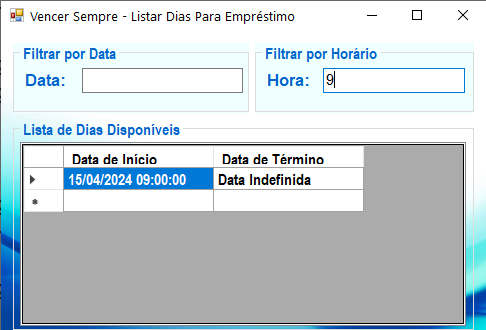 Vencer Sempre - Listar Dias Para Empréstimo
Filtrar por Data
Data:
Filtrar por Horário
Hora: 9
Lista de Dias Disponíveis
Data de Início Data de Término
15/04/2024 09:00:00 Data Indefinida